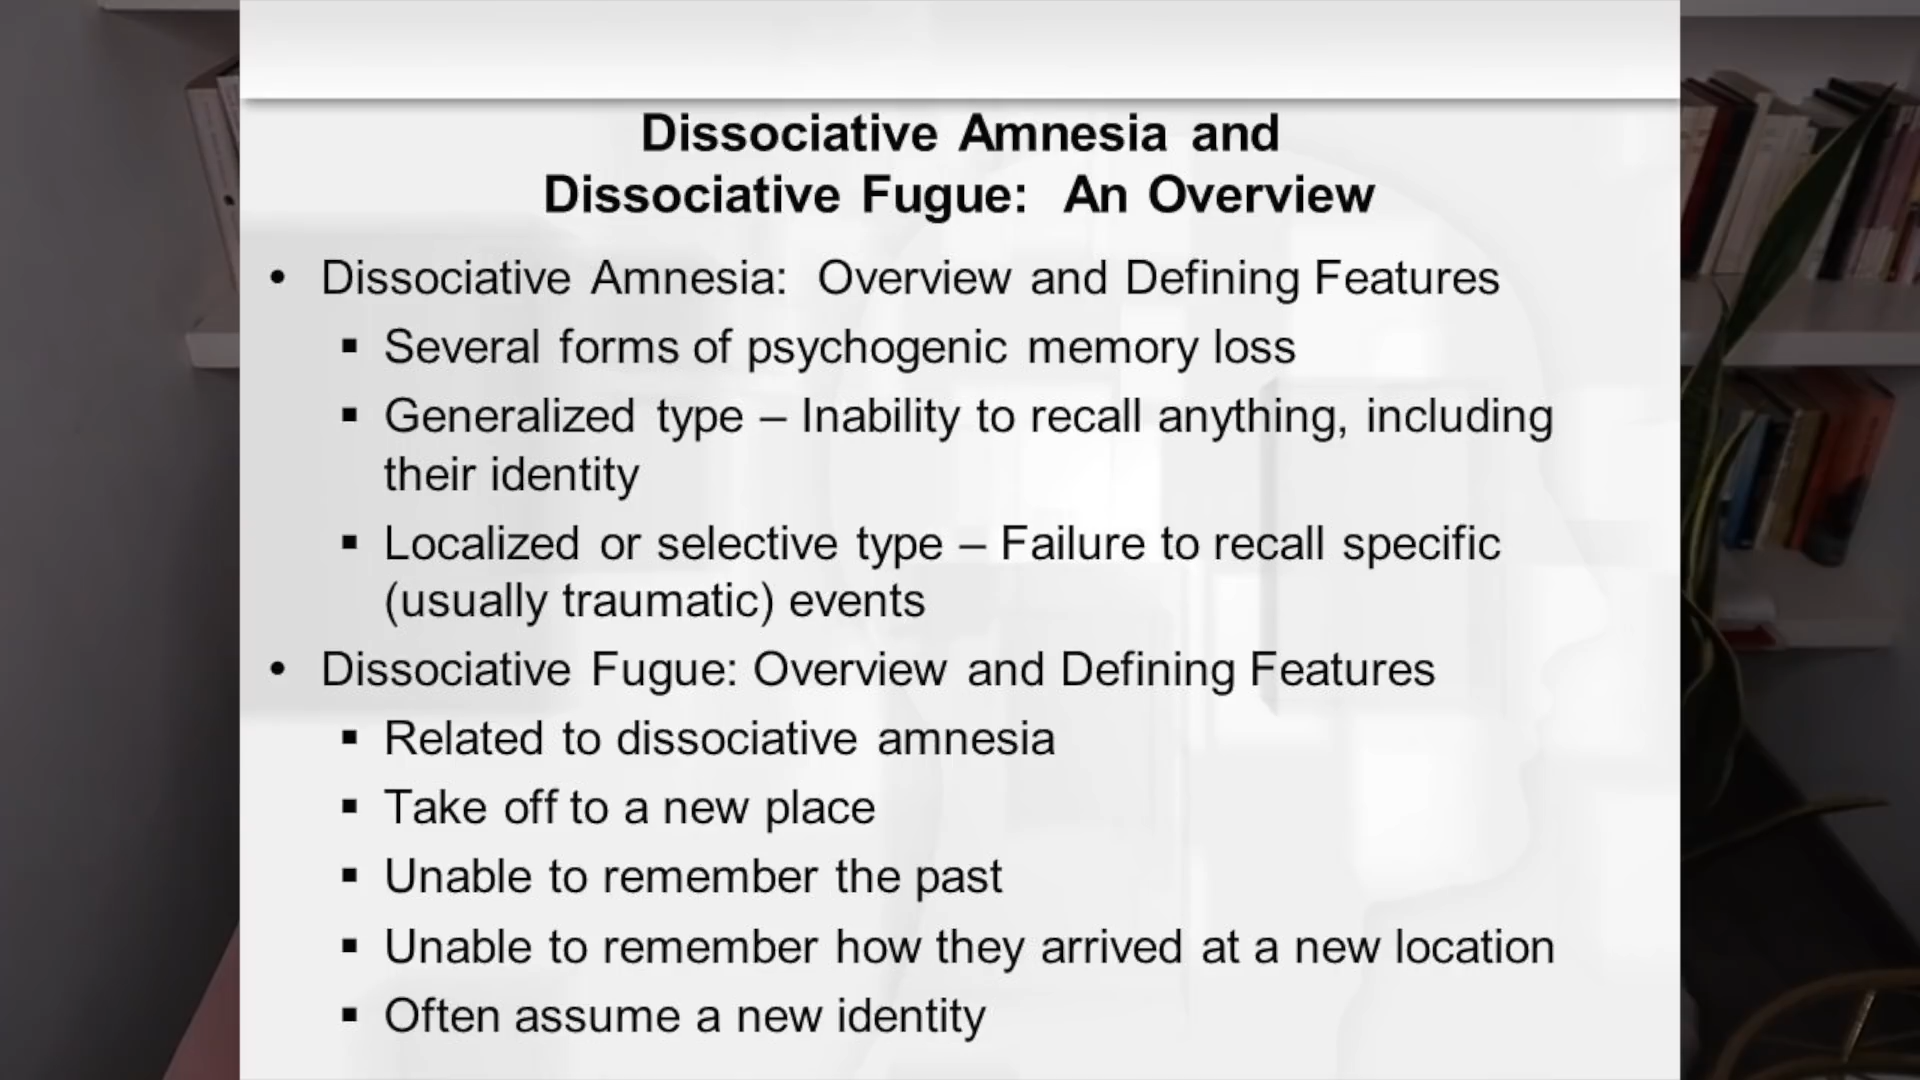 Dissociative Amnesia and
Dissociative Fugue: An Overview
• Dissociative Amnesia: Overview and Defining Features
▪ Several forms of psychogenic memory loss
▪ Generalized type – Inability to recall anything, including
their identity
▪ Localized or selective type – Failure to recall specific
(usually traumatic) events
• Dissociative Fugue: Overview and Defining Features
▪ Related to dissociative amnesia
▪ Take off to a new place
▪ Unable to remember the past
▪ Unable to remember how they arrived at a new location
▪ Often assume a new identity